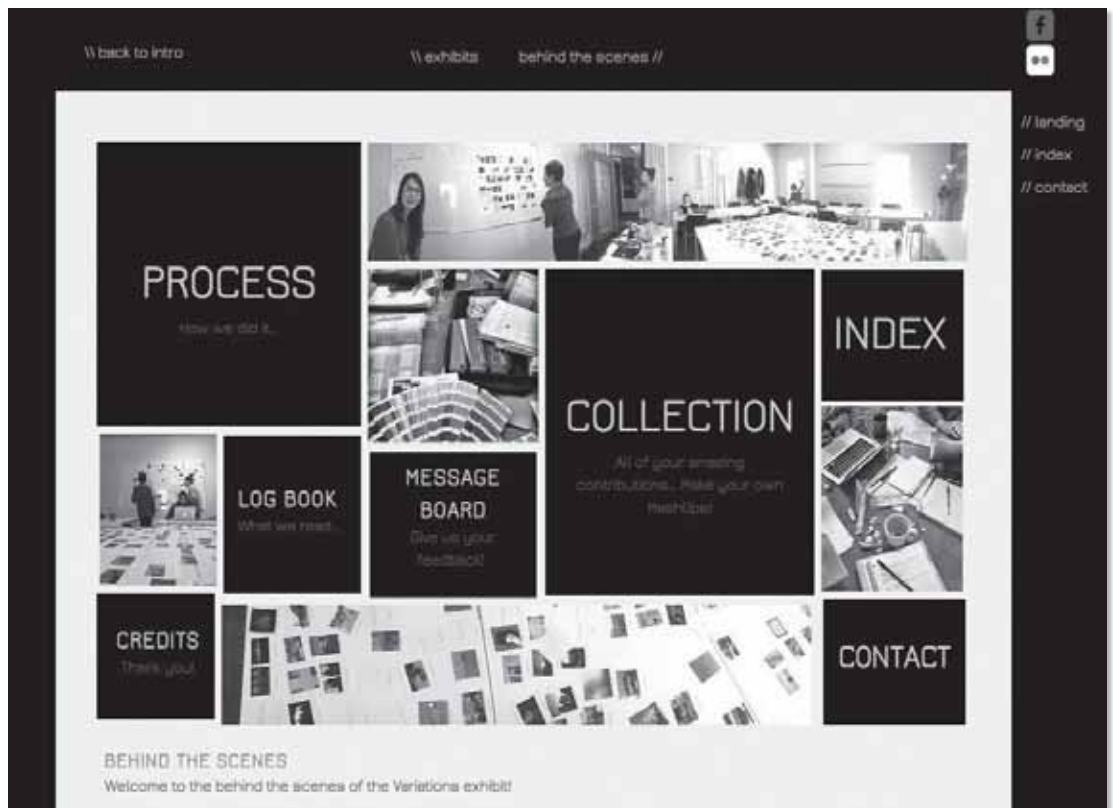 \\ back to intro
\\ exhibits
behind the scenes //
f
// landing
// index
// contact
PROCESS
How we did it...
INDEX
COLLECTION
All of your amazing
contributions... Make your own
MashUps!
LOG BOOK
What we read...
MESSAGE
BOARD
Give us your
feedback!
CREDITS
Thank you!
CONTACT
BEHIND THE SCENES
Welcome to the behind the scenes of the Variations exhibit!